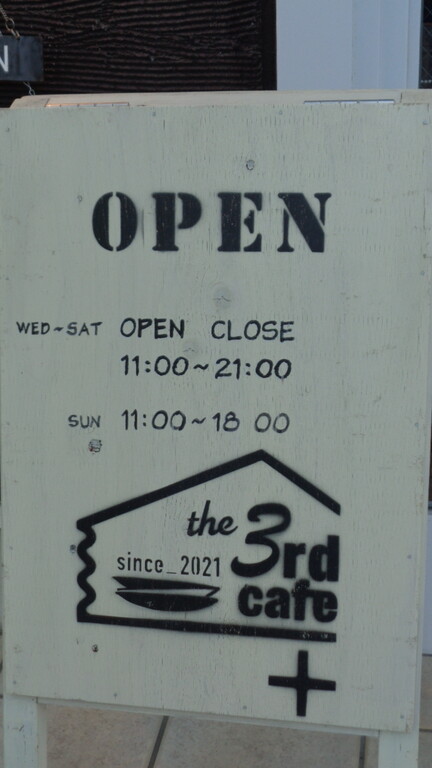 N
OPEN
WED~SAT OPEN CLOSE
11:00~21:00
SUN 11:00~18 00
the 3rd
since_2021
cafe
+